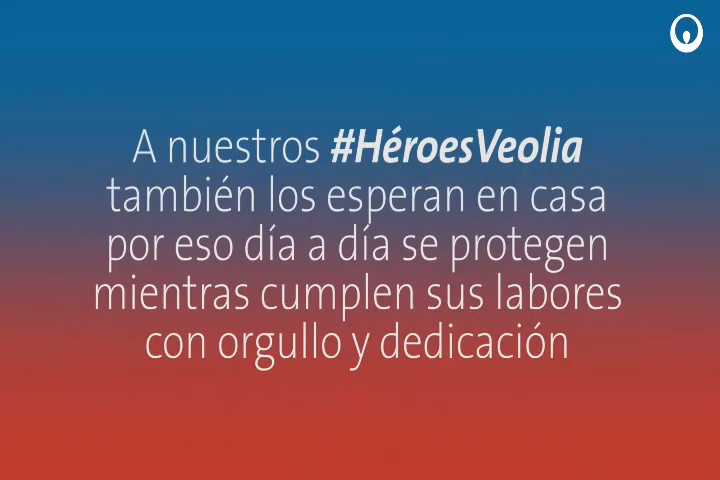 A nuestros #HéroesVeolia
también los esperan en casa
por eso día a día se protegen
mientras cumplen sus labores
con orgullo y dedicación